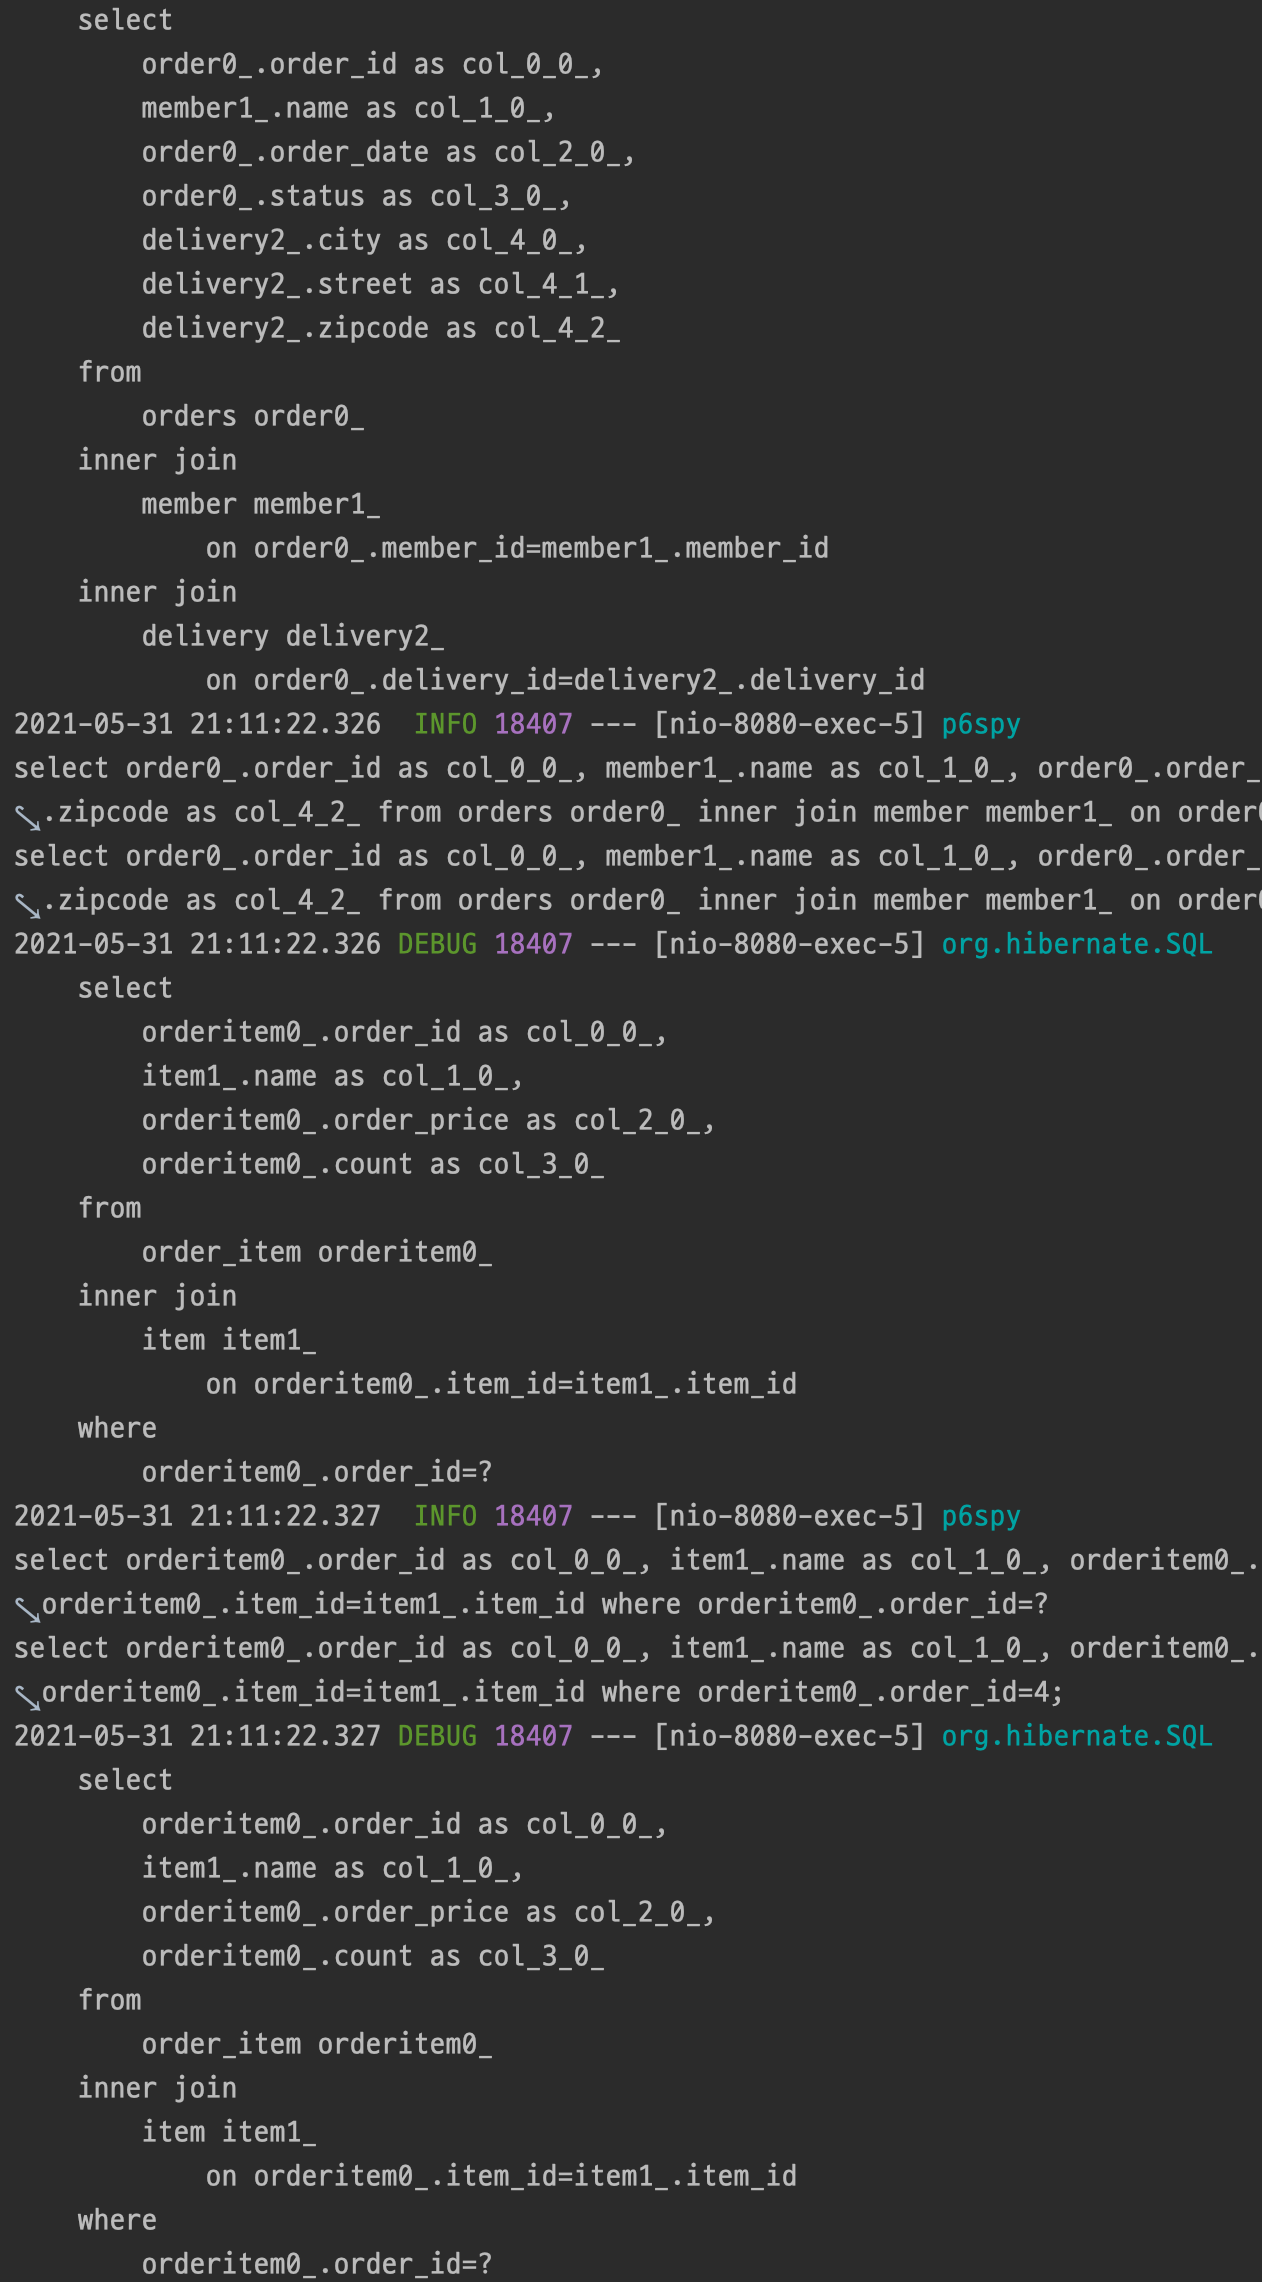 select
order0_.order_id as col_0_0_,
member1_.name as col_1_0_,
order0_.order_date as col_2_0_,
order0_.status as col_3_0_,
delivery2_.city as col_4_0_,
delivery2_.street as col_4_1_,
delivery2_.zipcode as col_4_2_
from
orders order0_
inner join
member member1_
on order0_.member_id=member1_.member_id
inner join
delivery delivery2_
on order0_.delivery_id=delivery2_.delivery_id
2021-05-31 21:11:22.326  INFO 18407 --- [nio-8080-exec-5] p6spy
select order0_.order_id as col_0_0_, member1_.name as col_1_0_, order0_.order_
.zipcode as col_4_2_ from orders order0_ inner join member member1_ on order0
select order0_.order_id as col_0_0_, member1_.name as col_1_0_, order0_.order_
.zipcode as col_4_2_ from orders order0_ inner join member member1_ on order0
2021-05-31 21:11:22.326 DEBUG 18407 --- [nio-8080-exec-5] org.hibernate.SQL
select
orderitem0_.order_id as col_0_0_,
item1_.name as col_1_0_,
orderitem0_.order_price as col_2_0_,
orderitem0_.count as col_3_0_
from
order_item orderitem0_
inner join
item item1_
on orderitem0_.item_id=item1_.item_id
where
orderitem0_.order_id=?
2021-05-31 21:11:22.327  INFO 18407 --- [nio-8080-exec-5] p6spy
select orderitem0_.order_id as col_0_0_, item1_.name as col_1_0_, orderitem0_.
orderitem0_.item_id=item1_.item_id where orderitem0_.order_id=?
select orderitem0_.order_id as col_0_0_, item1_.name as col_1_0_, orderitem0_.
orderitem0_.item_id=item1_.item_id where orderitem0_.order_id=4;
2021-05-31 21:11:22.327 DEBUG 18407 --- [nio-8080-exec-5] org.hibernate.SQL
select
orderitem0_.order_id as col_0_0_,
item1_.name as col_1_0_,
orderitem0_.order_price as col_2_0_,
orderitem0_.count as col_3_0_
from
order_item orderitem0_
inner join
item item1_
on orderitem0_.item_id=item1_.item_id
where
orderitem0_.order_id=?